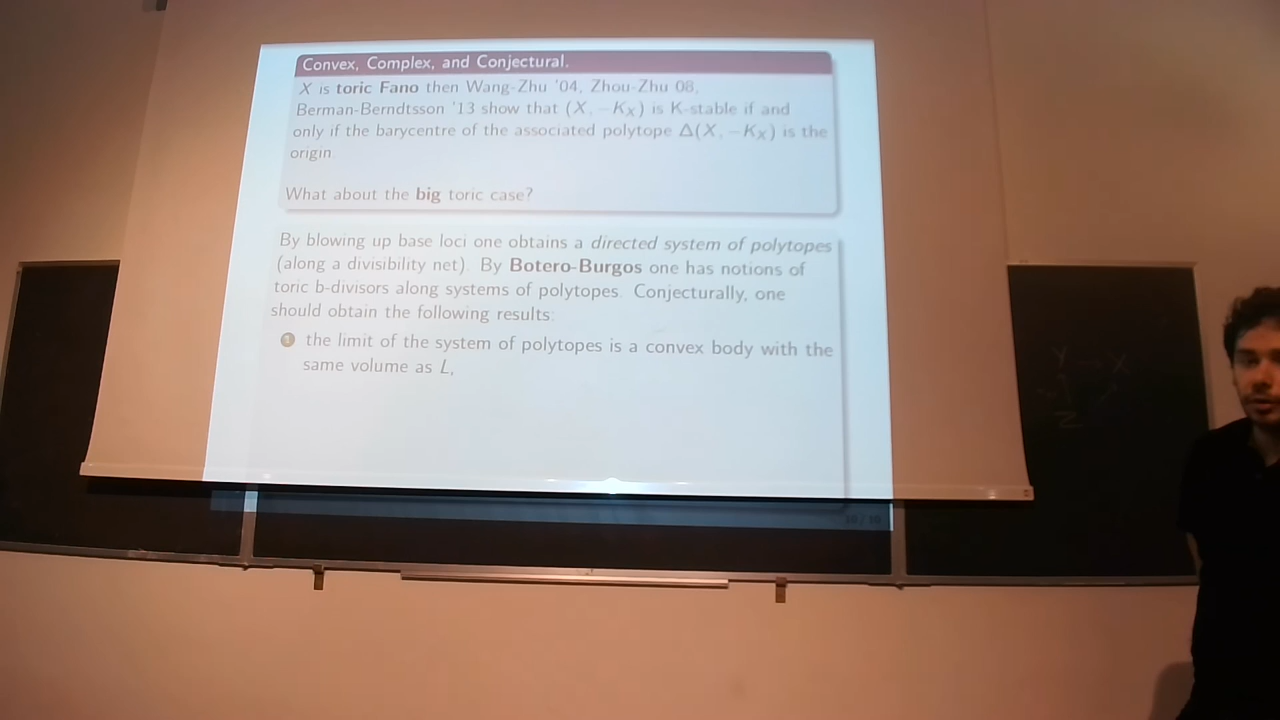 Convex, Complex, and Conjectural.
X is toric Fano then Wang-Zhu '04, Zhou-Zhu 08,
Berman-Berndtsson '13 show that (X, −K_X) is K-stable if and
only if the barycentre of the associated polytope Δ(X, −K_X) is the
origin
What about the big toric case?
By blowing up base loci one obtains a directed system of polytopes
(along a divisibility net). By Botero-Burgos one has notions of
toric b-divisors along systems of polytopes. Conjecturally, one
should obtain the following results:
1 the limit of the system of polytopes is a convex body with the
same volume as L,
Y → X
Z